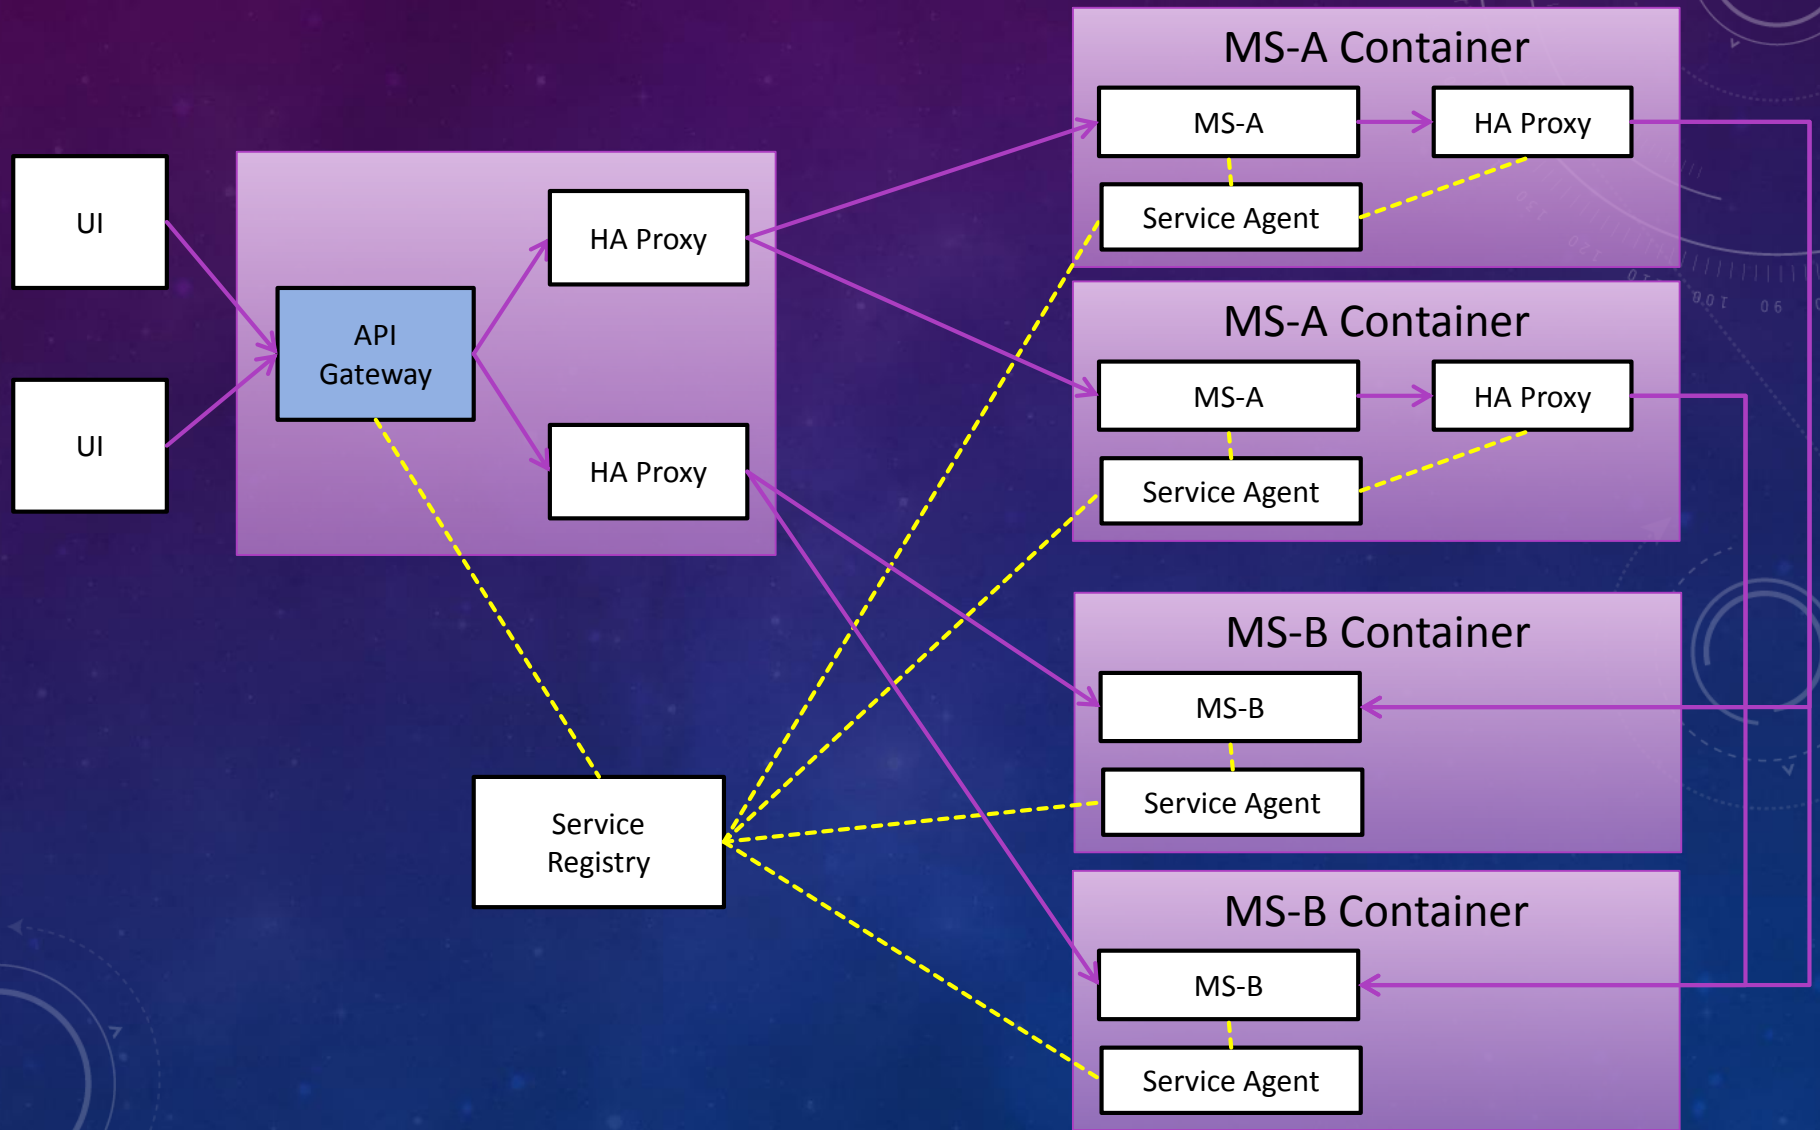 UI
UI
API
Gateway
HA Proxy
HA Proxy
Service
Registry
MS-A Container
MS-A
HA Proxy
Service Agent
MS-A Container
MS-A
HA Proxy
Service Agent
MS-B Container
MS-B
Service Agent
MS-B Container
MS-B
Service Agent